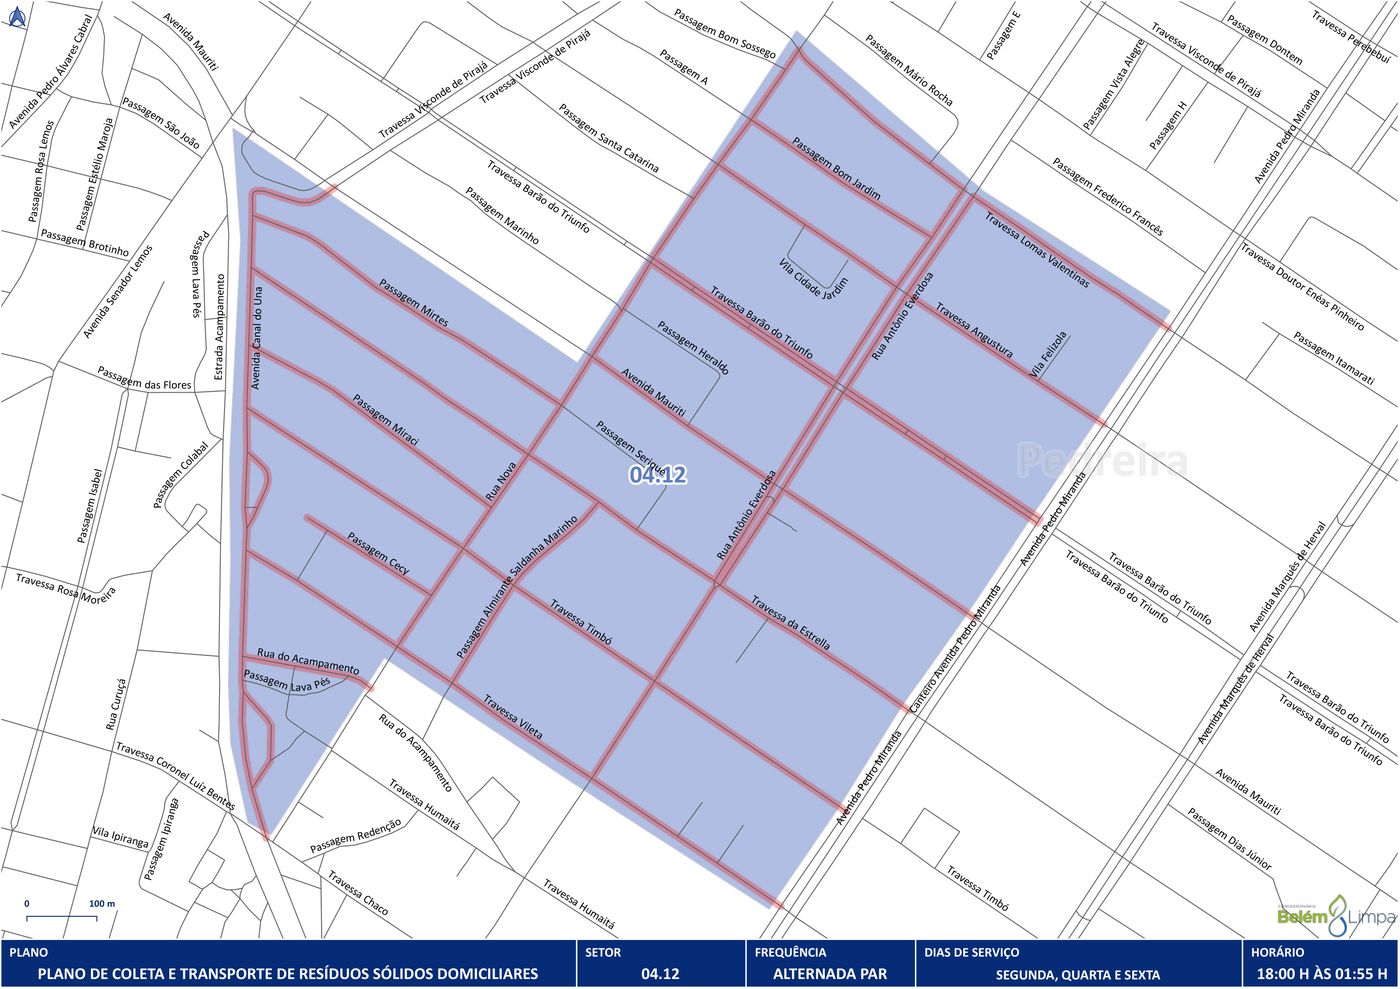 Avenida Pedro Álvares Cabral
Avenida Mauriti
Travessa Visconde de Pirajá
Travessa Visconde de Pirajá
Passagem Bom Sossego
Passagem A
Passagem Mário Rocha
Passagem E
Passagem Vista Alegre
Travessa Visconde de Pirajá
Passagem Dontem
Travessa Perebebuí
Passagem H
Avenida Pedro Miranda
Passagem São João
Passagem Rosa Lemos
Passagem Estélio Maroja
Passagem Brotinho
Avenida Senador Lemos
Passagem Lava Pés
Estrada Acampamento
Passagem Santa Catarina
Travessa Barão do Triunfo
Passagem Marinho
Passagem Bom Jardim
Passagem Frederico Francês
Travessa Lomas Valentinas
Travessa Doutor Enéas Pinheiro
Passagem Itamarati
Vila Cidade Jardim
Passagem Mirtes
Avenida Canal do Una
Travessa Barão do Triunfo
Rua Antônio Everdosa
Travessa Angustura
Vila Felizola
Passagem Heraldo
Passagem das Flores
Avenida Mauriti
Passagem Miraci
Passagem Serique
Rua Nova
04.12
Pedreira
Passagem Colabal
Passagem Isabel
Rua Antônio Everdosa
Avenida Pedro Miranda
Passagem Cecy
Passagem Almirante Saldanha Marinho
Travessa Rosa Moreira
Travessa Barão do Triunfo
Travessa Barão do Triunfo
Avenida Marquês de Herval
Travessa Timbó
Travessa da Estrella
Canteiro Avenida Pedro Miranda
Avenida Marquês de Herval
Rua do Acampamento
Passagem Lava Pés
Rua Curuçá
Travessa Vileta
Rua do Acampamento
Travessa Barão do Triunfo
Travessa Barão do Triunfo
Travessa Coronel Luíz Bentes
Avenida Pedro Miranda
Avenida Mauriti
Travessa Humaitá
Passagem Redenção
Vila Ipiranga
Passagem Ipiranga
Passagem Dias Júnior
Travessa Chaco
Travessa Humaitá
Travessa Timbó
0 100 m
CONCESSIONÁRIA
Belém Limpa
PLANO
PLANO DE COLETA E TRANSPORTE DE RESÍDUOS SÓLIDOS DOMICILIARES
SETOR
04.12
FREQUÊNCIA
ALTERNADA PAR
DIAS DE SERVIÇO
SEGUNDA, QUARTA E SEXTA
HORÁRIO
18:00 H ÀS 01:55 H